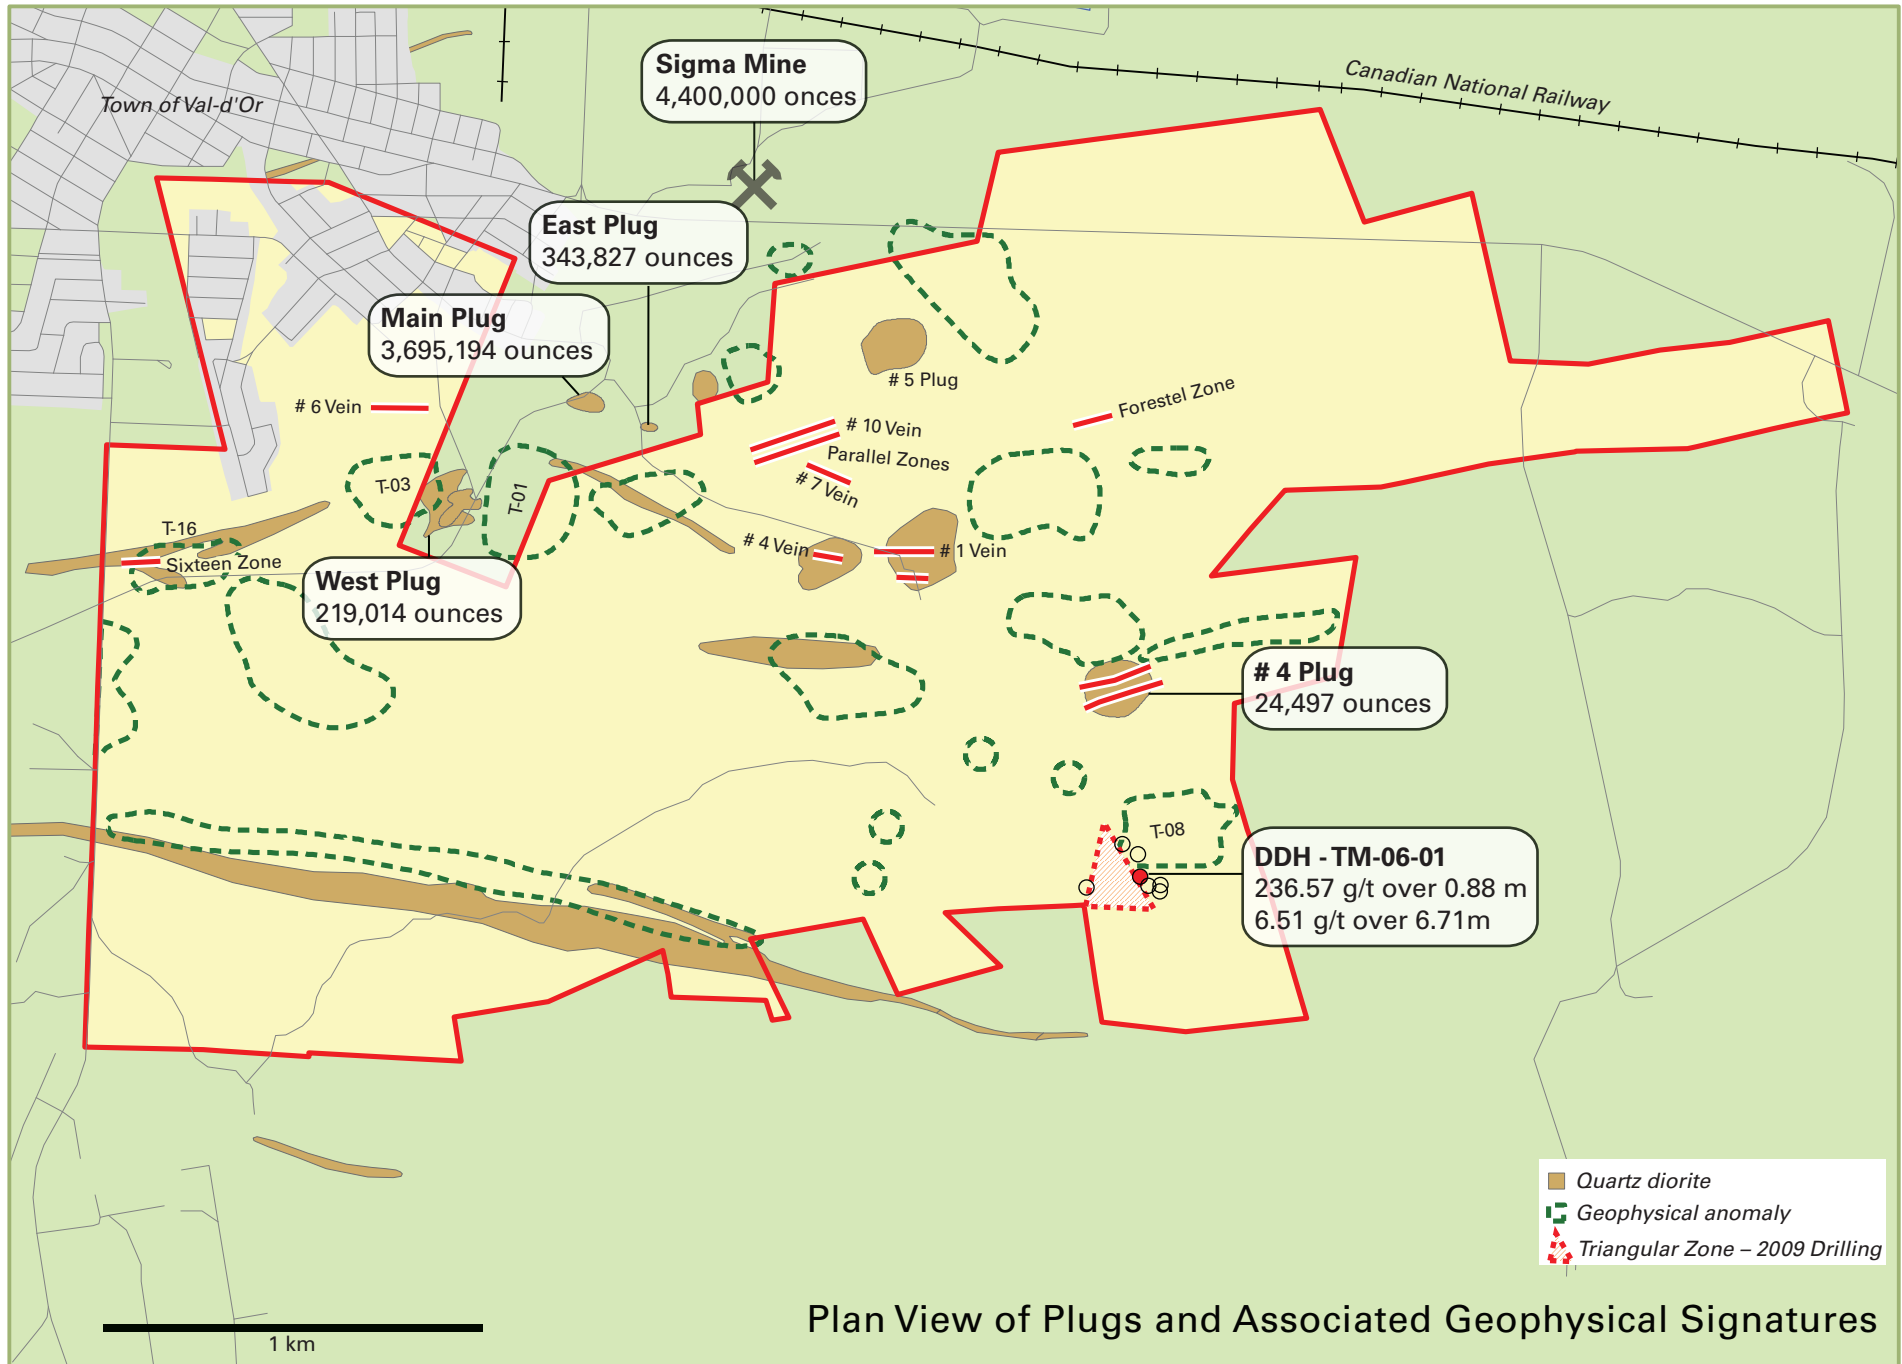 Town of Val-d'Or
Sigma Mine
4,400,000 onces
Canadian National Railway
East Plug
343,827 ounces
Main Plug
3,695,194 ounces
# 5 Plug
# 6 Vein
# 10 Vein
Parallel Zones
# 7 Vein
Forestel Zone
T-03
T-01
T-16
Sixteen Zone
# 4 Vein
# 1 Vein
West Plug
219,014 ounces
# 4 Plug
24,497 ounces
T-08
DDH - TM-06-01
236.57 g/t over 0.88 m
6.51 g/t over 6.71m
Quartz diorite
Geophysical anomaly
Triangular Zone – 2009 Drilling
Plan View of Plugs and Associated Geophysical Signatures
1 km